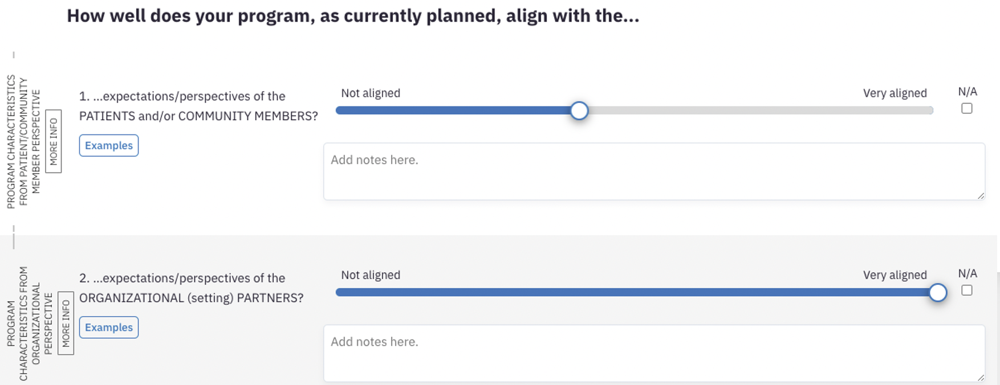 How well does your program, as currently planned, align with the...
PROGRAM CHARACTERISTICS
FROM PATIENT/COMMUNITY
MEMBER PERSPECTIVE
MORE INFO
1. ...expectations/perspectives of the
PATIENTS and/or COMMUNITY MEMBERS?
Examples
Not aligned
Very aligned
N/A
Add notes here.
PROGRAM
CHARACTERISTICS FROM
ORGANIZATIONAL
PERSPECTIVE
MORE INFO
2. ...expectations/perspectives of the
ORGANIZATIONAL (setting) PARTNERS?
Examples
Not aligned
Very aligned
N/A
Add notes here.